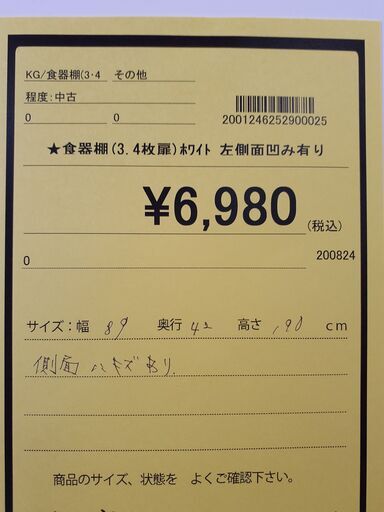 KG/食器棚(3･4 その他
程度:中古
0 0
2001246252900025
★食器棚(3.4枚扉)ﾎﾜｲﾄ 左側面凹み有り
¥6,980(税込)
0 200824
サイズ:幅 89 奥行 42 高さ 190 cm
側面 ハキズあり.
商品のサイズ、状態を よくご確認下さい。